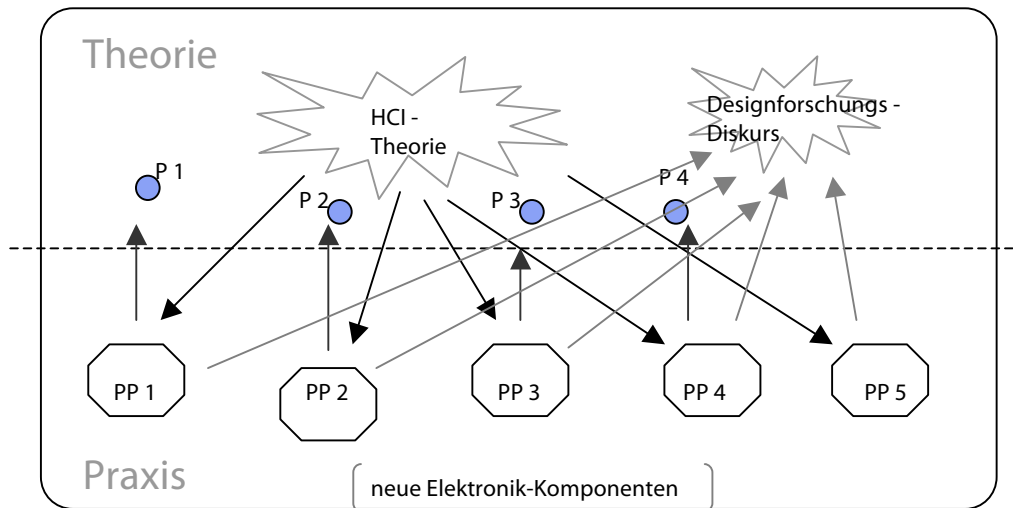 Theorie
HCI -
Theorie
Designforschungs -
Diskurs
P 1
P 2
P 3
P 4
PP 1
PP 2
PP 3
PP 4
PP 5
Praxis
neue Elektronik-Komponenten